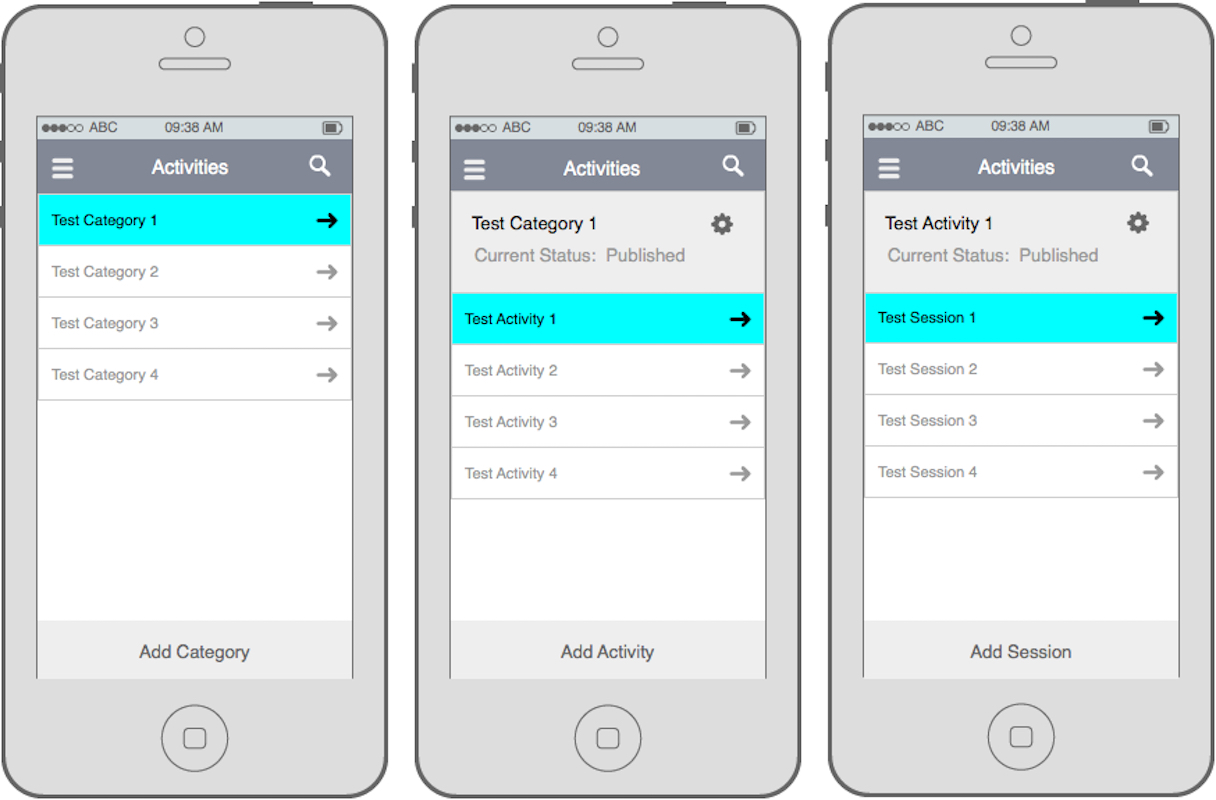 ABC 09:38 AM
Activities
Test Category 1
Test Category 2
Test Category 3
Test Category 4
Add Category
ABC 09:38 AM
Activities
Test Category 1
Current Status: Published
Test Activity 1
Test Activity 2
Test Activity 3
Test Activity 4
Add Activity
ABC 09:38 AM
Activities
Test Activity 1
Current Status: Published
Test Session 1
Test Session 2
Test Session 3
Test Session 4
Add Session